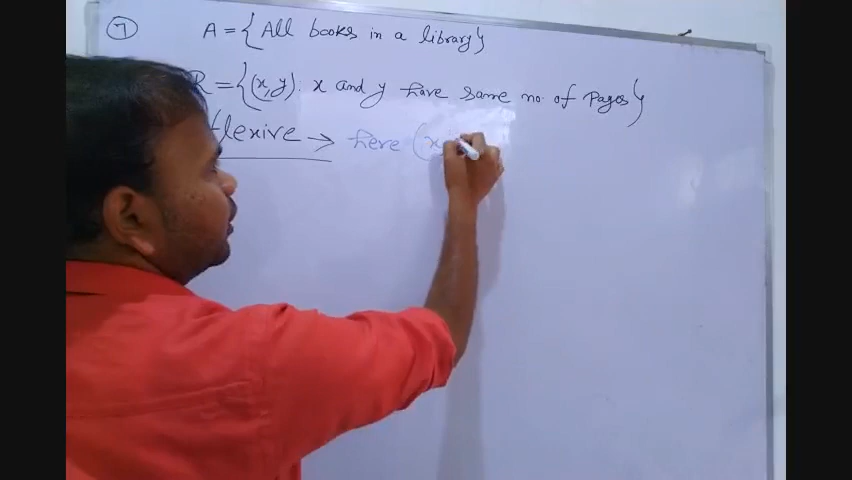 7 A = {All books in a library}
R = {(x,y): x and y have same no. of pages}
flexive → here (x,